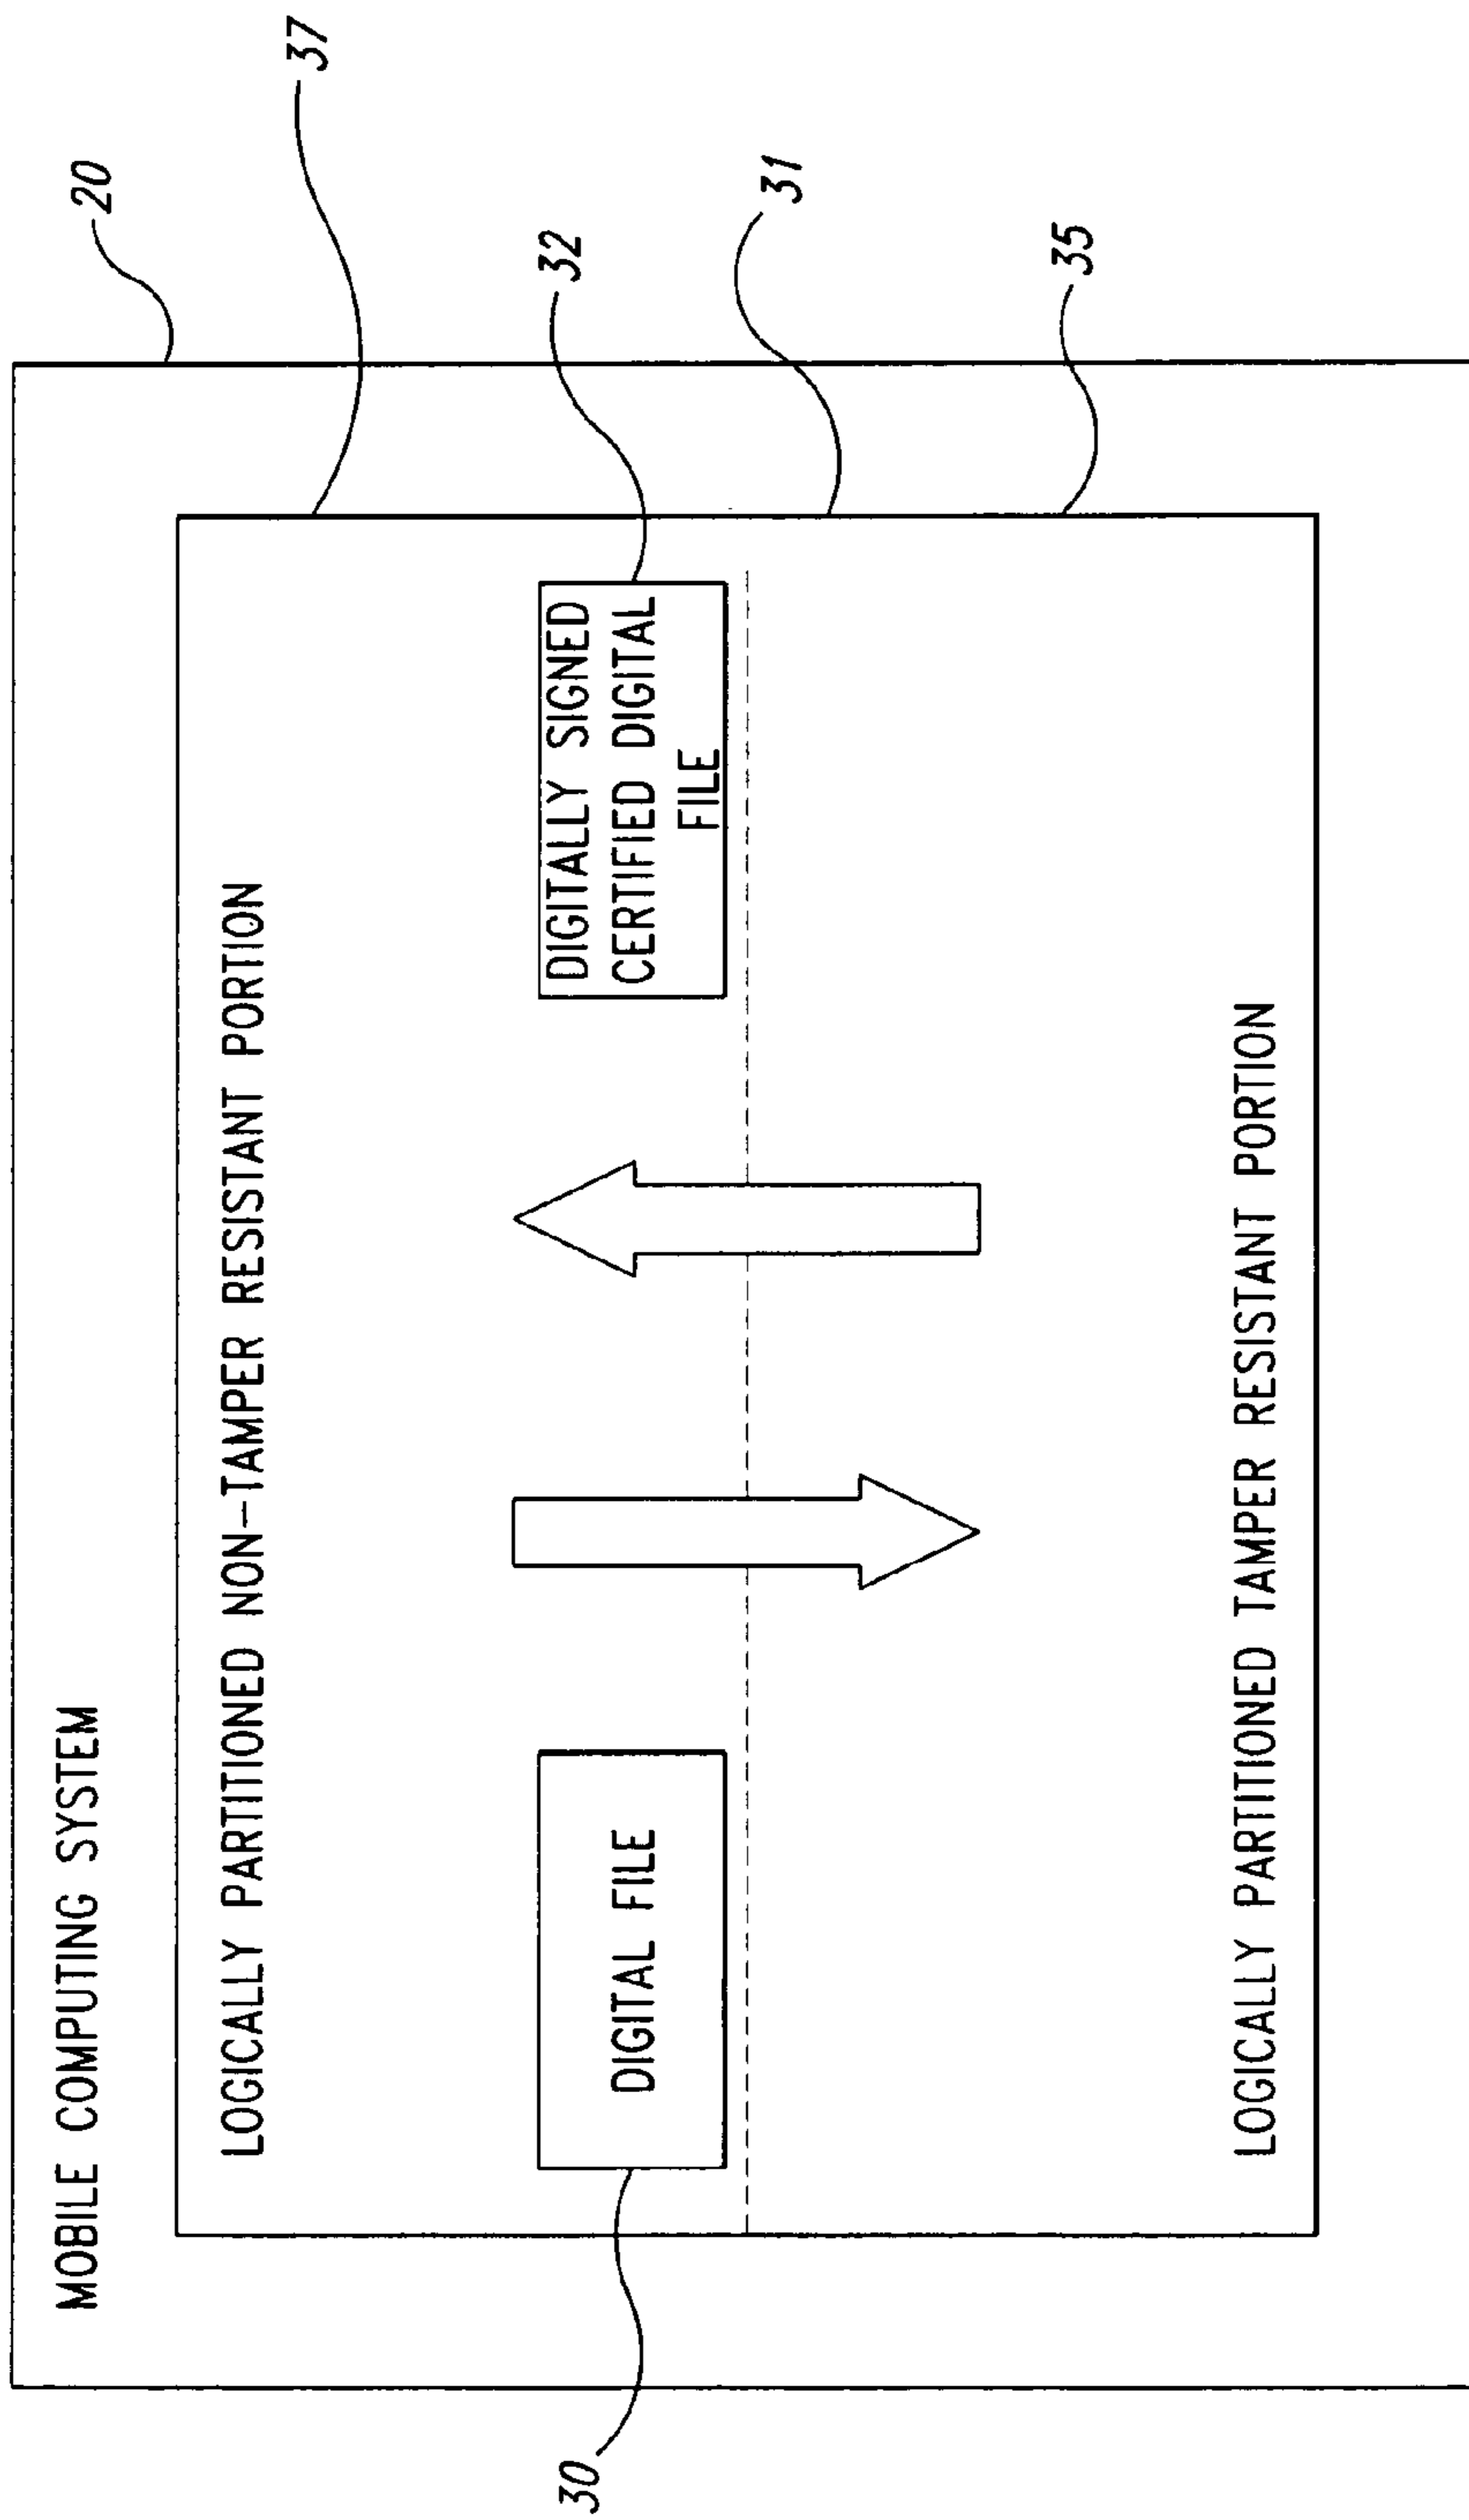 MOBILE COMPUTING SYSTEM
20
LOGICALLY PARTITIONED NON-TAMPER RESISTANT PORTION
37
30
DIGITAL FILE
DIGITALLY SIGNED
CERTIFIED DIGITAL
FILE
32
31
35
LOGICALLY PARTITIONED TAMPER RESISTANT PORTION